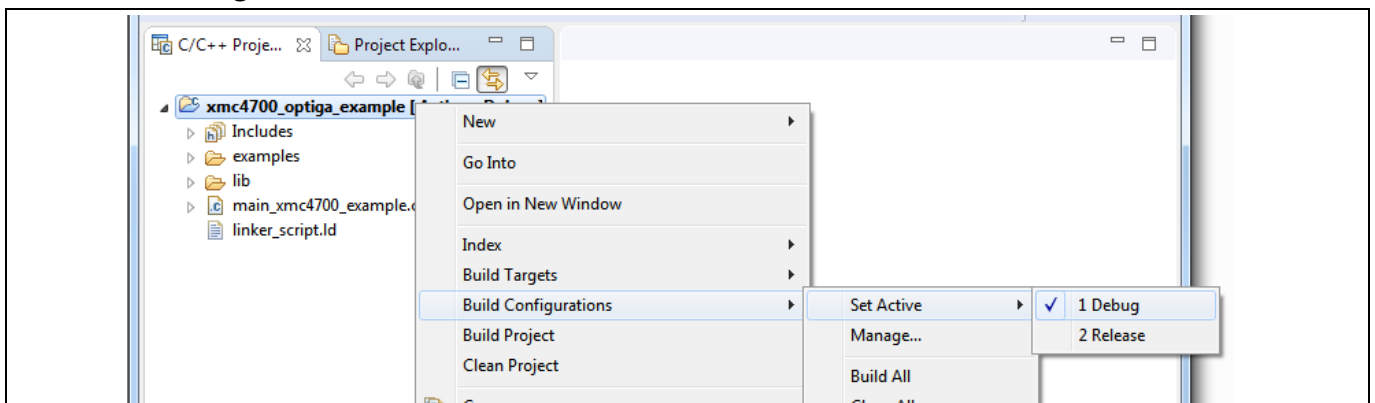 C/C++ Proje...
Project Explo...
xmc4700_optiga_example [
Includes
examples
lib
main_xmc4700_example.c
linker_script.ld
New
Go Into
Open in New Window
Index
Build Targets
Build Configurations
Build Project
Clean Project
Set Active
Manage...
Build All
1 Debug
2 Release